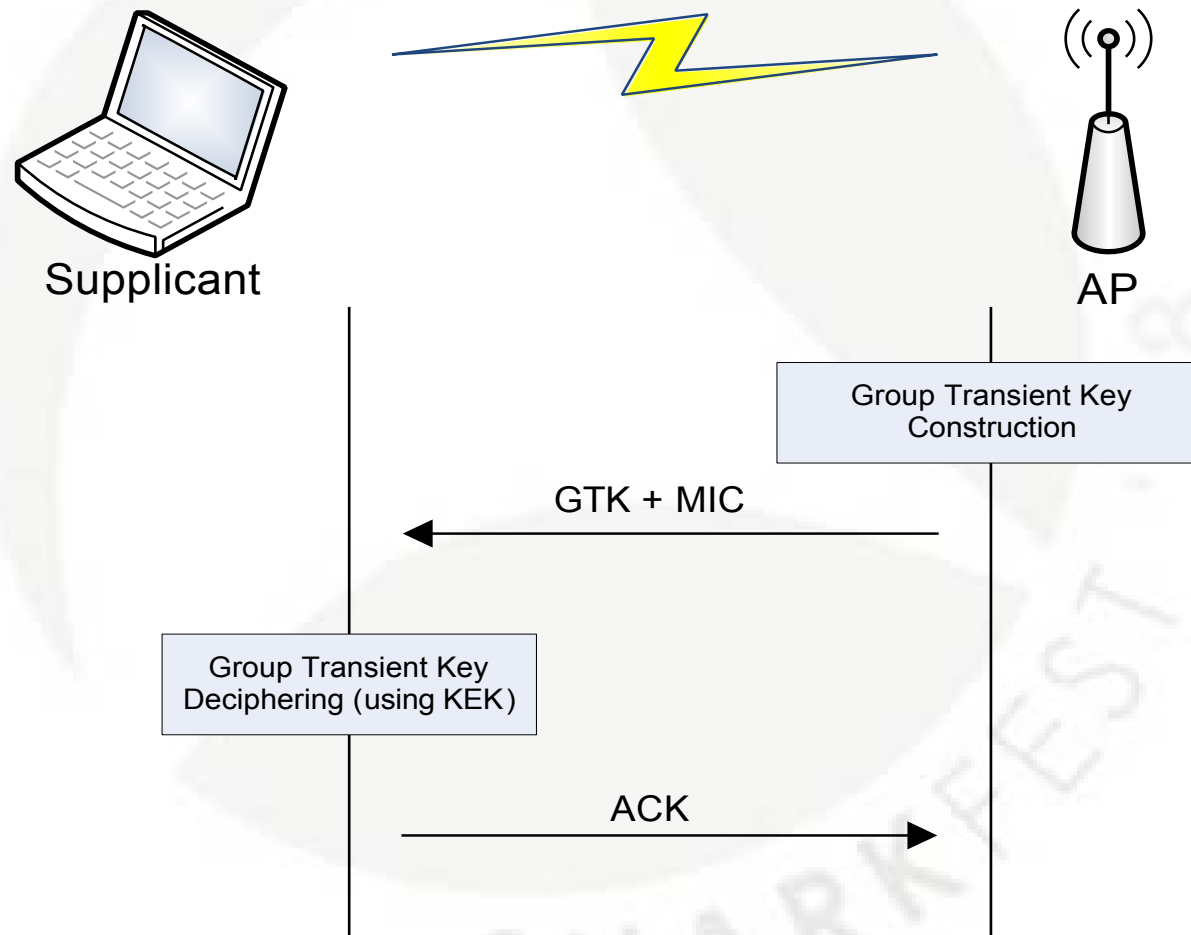 Supplicant
AP
Group Transient Key
Construction
GTK + MIC
Group Transient Key
Deciphering (using KEK)
ACK